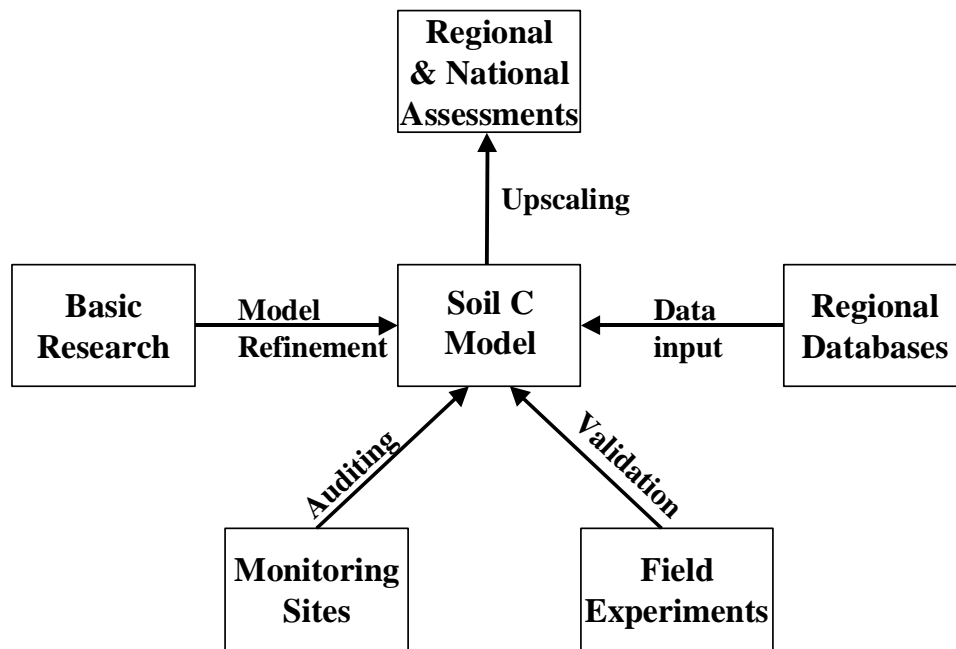 Regional
& National
Assessments
Upscaling
Basic
Research
Model
Refinement
Soil C
Model
Data
input
Regional
Databases
Auditing
Validation
Monitoring
Sites
Field
Experiments